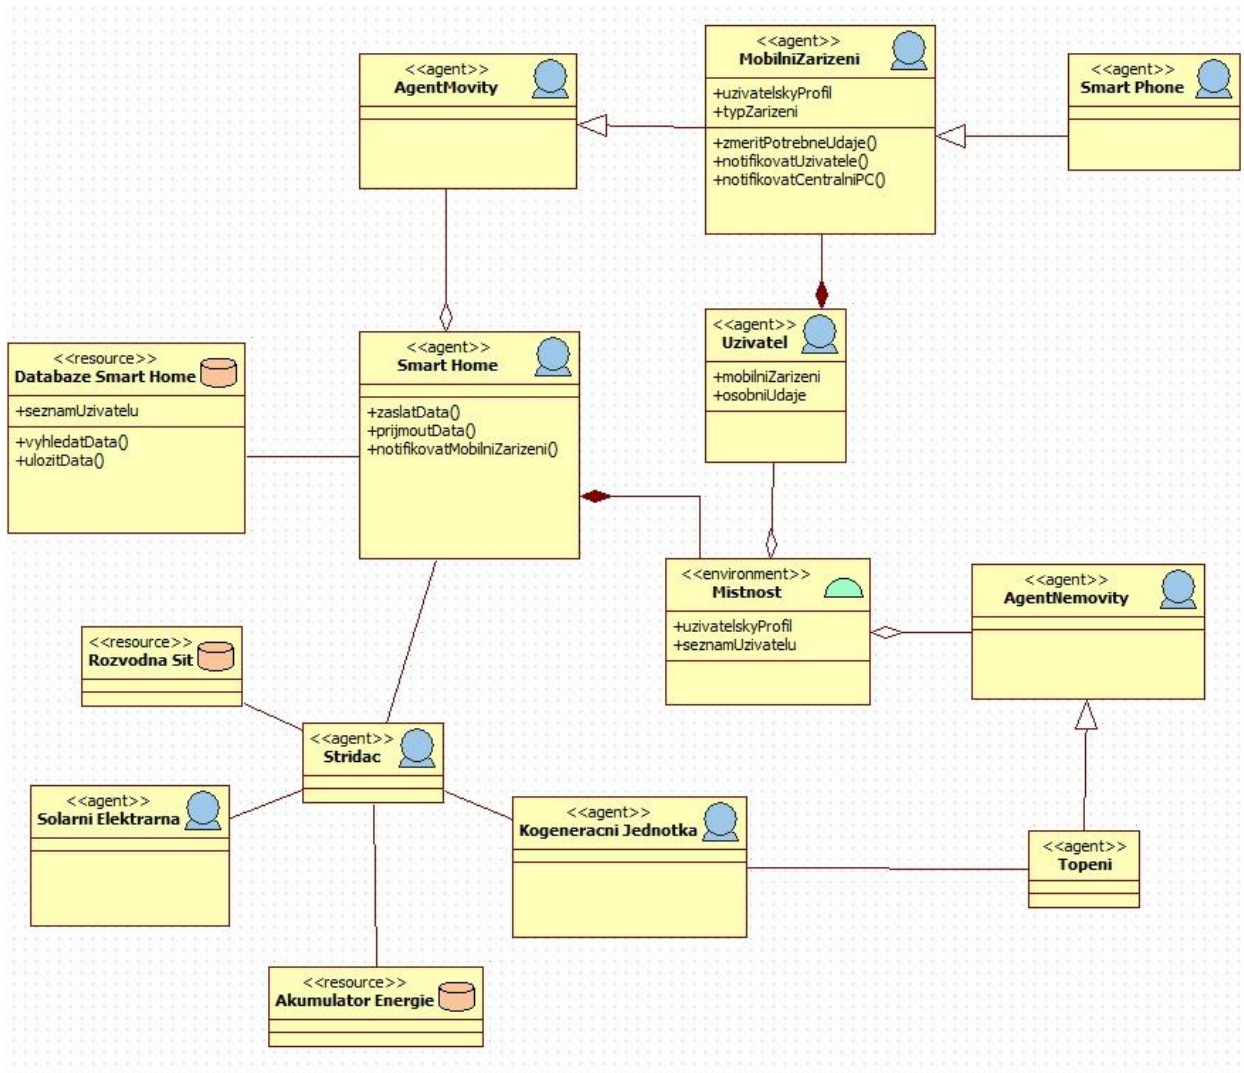 <<agent>>
AgentMovity
<<agent>>
MobilniZarizeni
+uzivatelskyProfil
+typZarizeni
+zmeritPotrebneUdaje()
+notifikovatUzivatele()
+notifikovatCentralniPC()
<<agent>>
Smart Phone
<<resource>>
Databaze Smart Home
+seznamUzivatelu
+vyhledatData()
+ulozitData()
<<agent>>
Smart Home
+zaslatData()
+prijmoutData()
+notifikovatMobilniZarizeni()
<<agent>>
Uzivatel
+mobilniZarizeni
+osobniUdaje
<<environment>>
Mistnost
+uzivatelskyProfil
+seznamUzivatelu
<<agent>>
AgentNemovity
<<resource>>
Rozvodna Sit
<<agent>>
Stridac
<<agent>>
Solarni Elektrarna
<<agent>>
Kogeneracni Jednotka
<<agent>>
Topeni
<<resource>>
Akumulator Energie